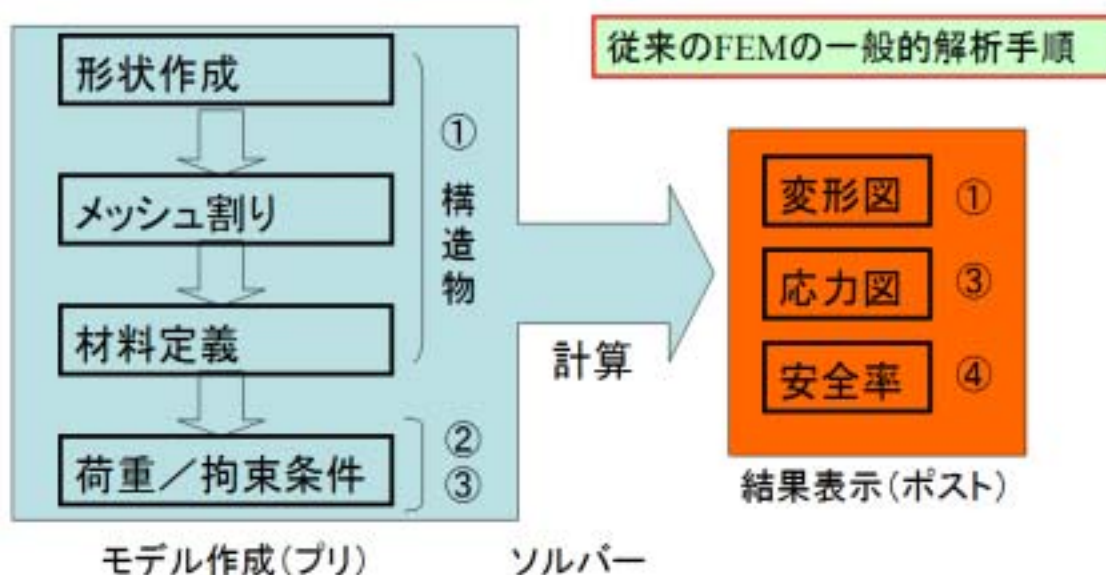 従来のFEMの一般的解析手順
形状作成
メッシュ割り
材料定義
荷重／拘束条件
①
構造物
②
③
モデル作成(プリ)
計算
ソルバー
変形図 ①
応力図 ③
安全率 ④
結果表示(ポスト)